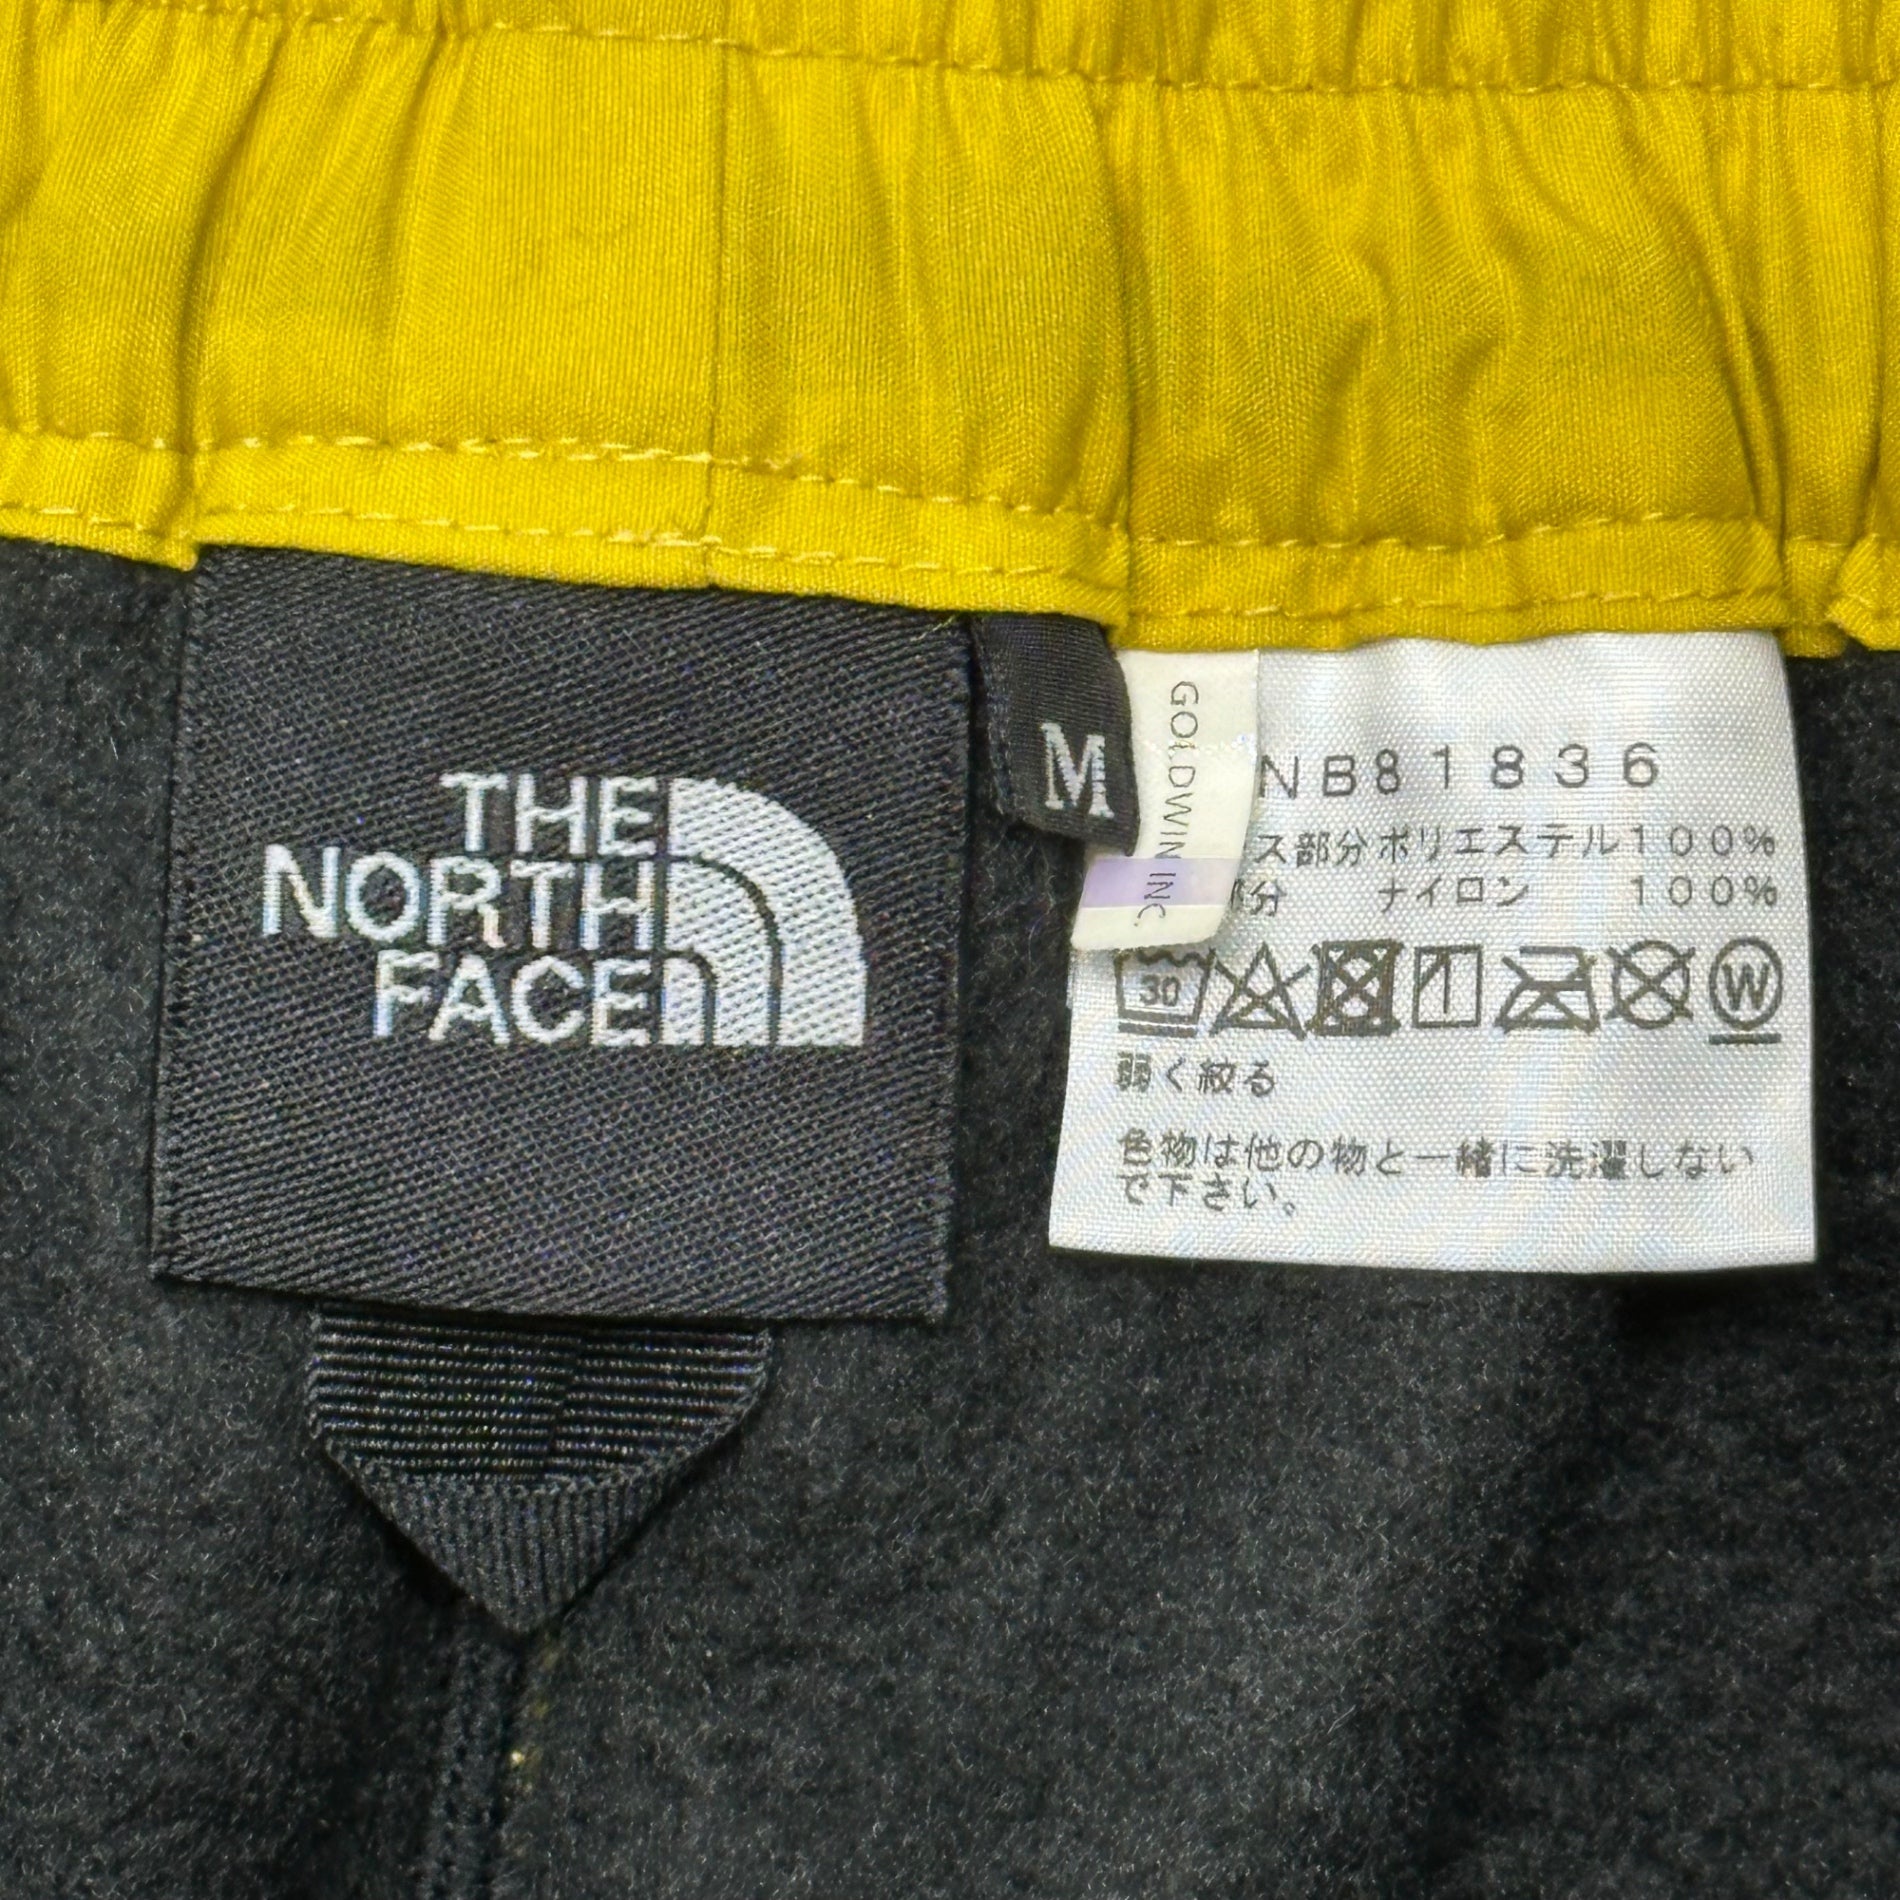 THE
NORTH
FACE
M
GOLDWIN INC.
NB81836
ス部分 ポリエステル100%
部分 ナイロン 100%
30
W
弱く絞る
色物は他の物と一緒に洗濯しない
で下さい。